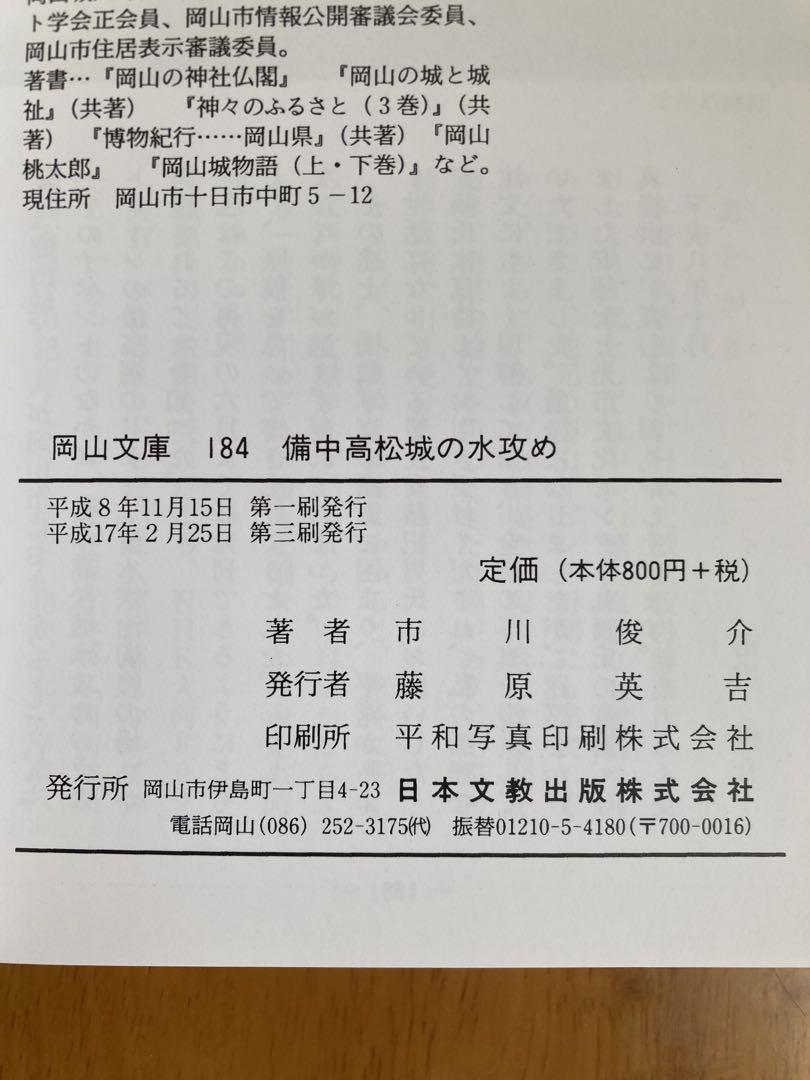 ト学会正会員、岡山市情報公開審議会委員、
岡山市住居表示審議委員。
著書…『岡山の神社仏閣』　『岡山の城と城
址』（共著）　『神々のふるさと（３巻）』（共
著）『博物紀行……岡山県』（共著）『岡山
桃太郎』　『岡山城物語（上・下巻）』など。
現住所　岡山市十日市中町５－12
岡山文庫　184　備中高松城の水攻め
平成８年11月15日　第一刷発行
平成17年２月25日　第三刷発行
定価（本体800円＋税）
著者　市川俊介
発行者　藤原英吉
印刷所　平和写真印刷株式会社
発行所　岡山市伊島町一丁目4-23　日本文教出版株式会社
電話岡山(086) 252-3175㈹　振替01210-5-4180(〒700-0016)